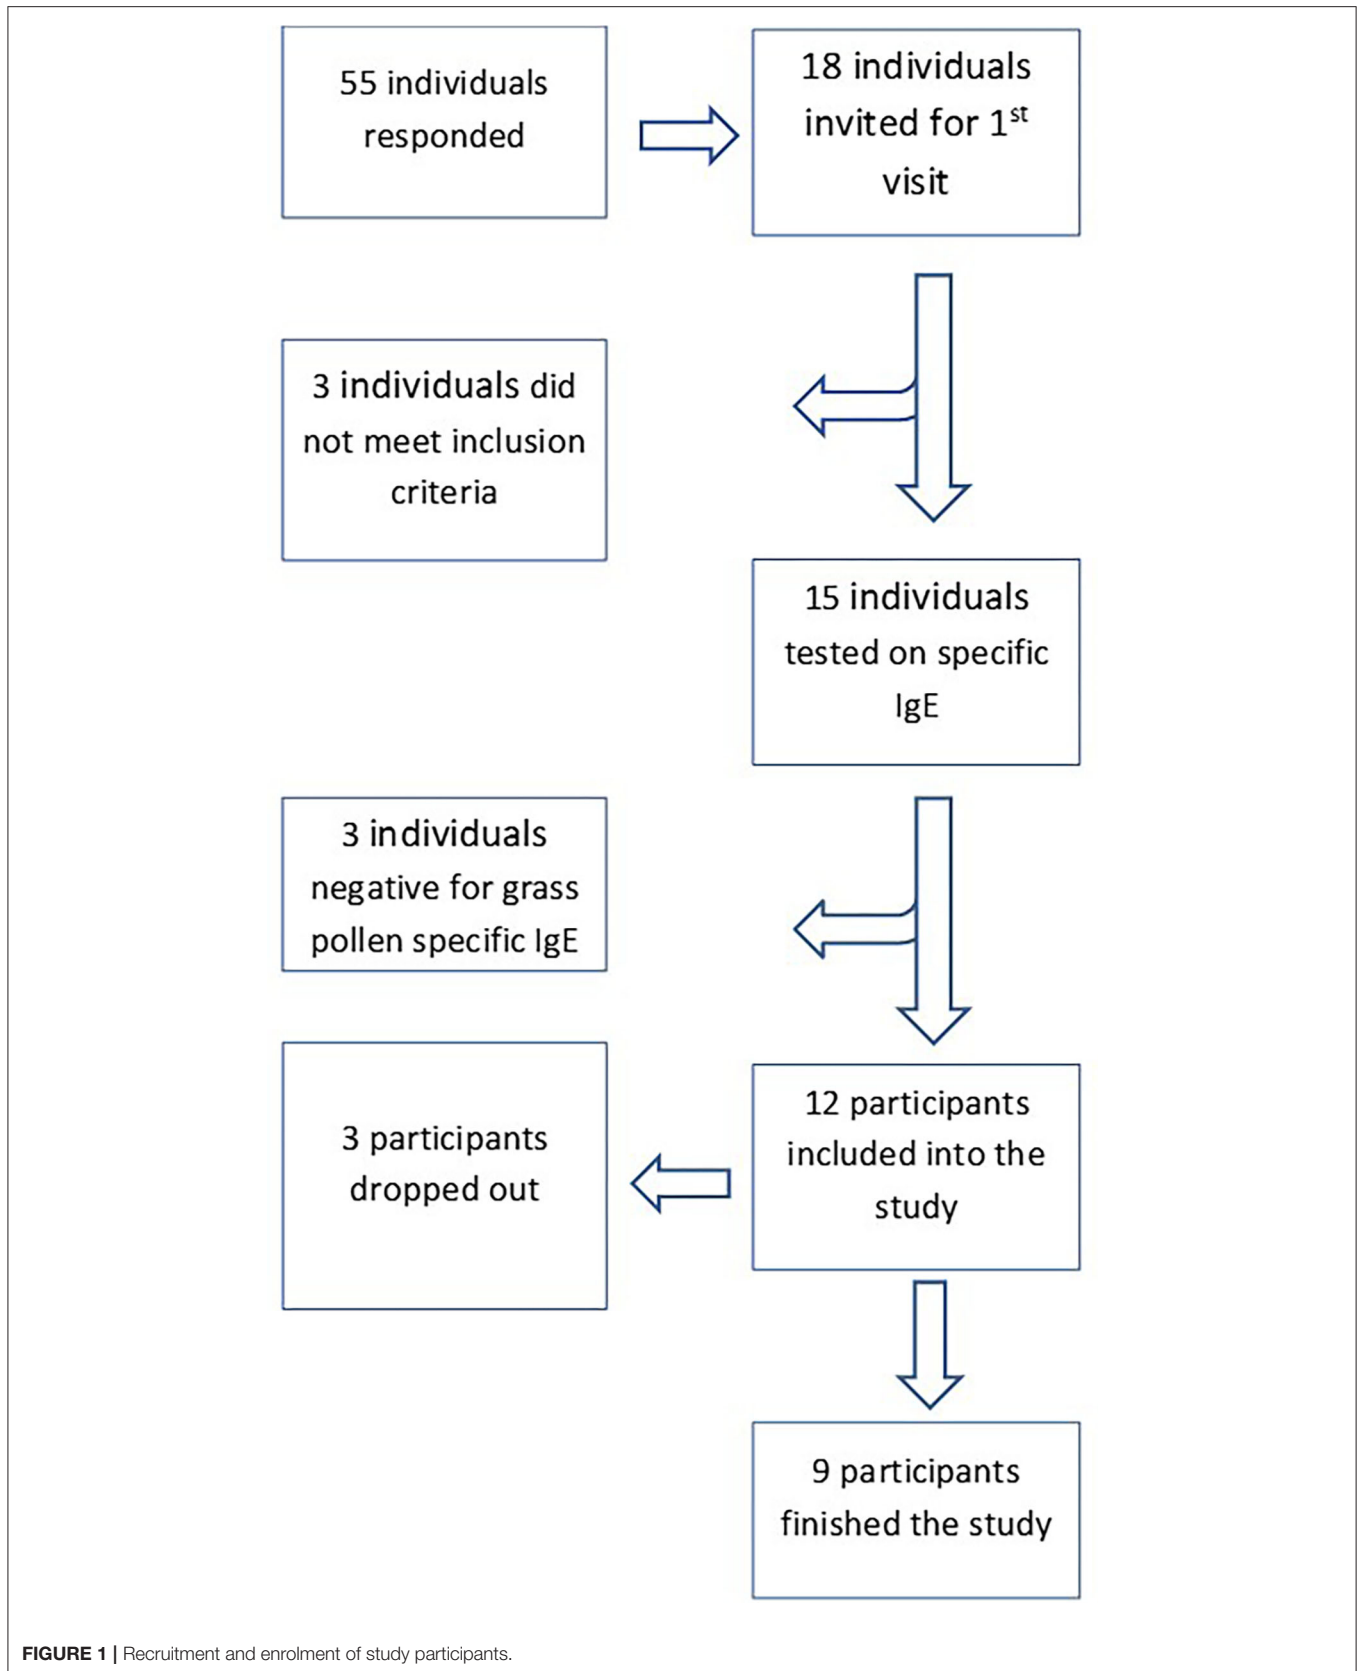 55 individuals
responded
18 individuals
invited for 1st
visit
3 individuals did
not meet inclusion
criteria
15 individuals
tested on specific
IgE
3 individuals
negative for grass
pollen specific IgE
12 participants
included into the
study
3 participants
dropped out
9 participants
finished the study
FIGURE 1 | Recruitment and enrolment of study participants.